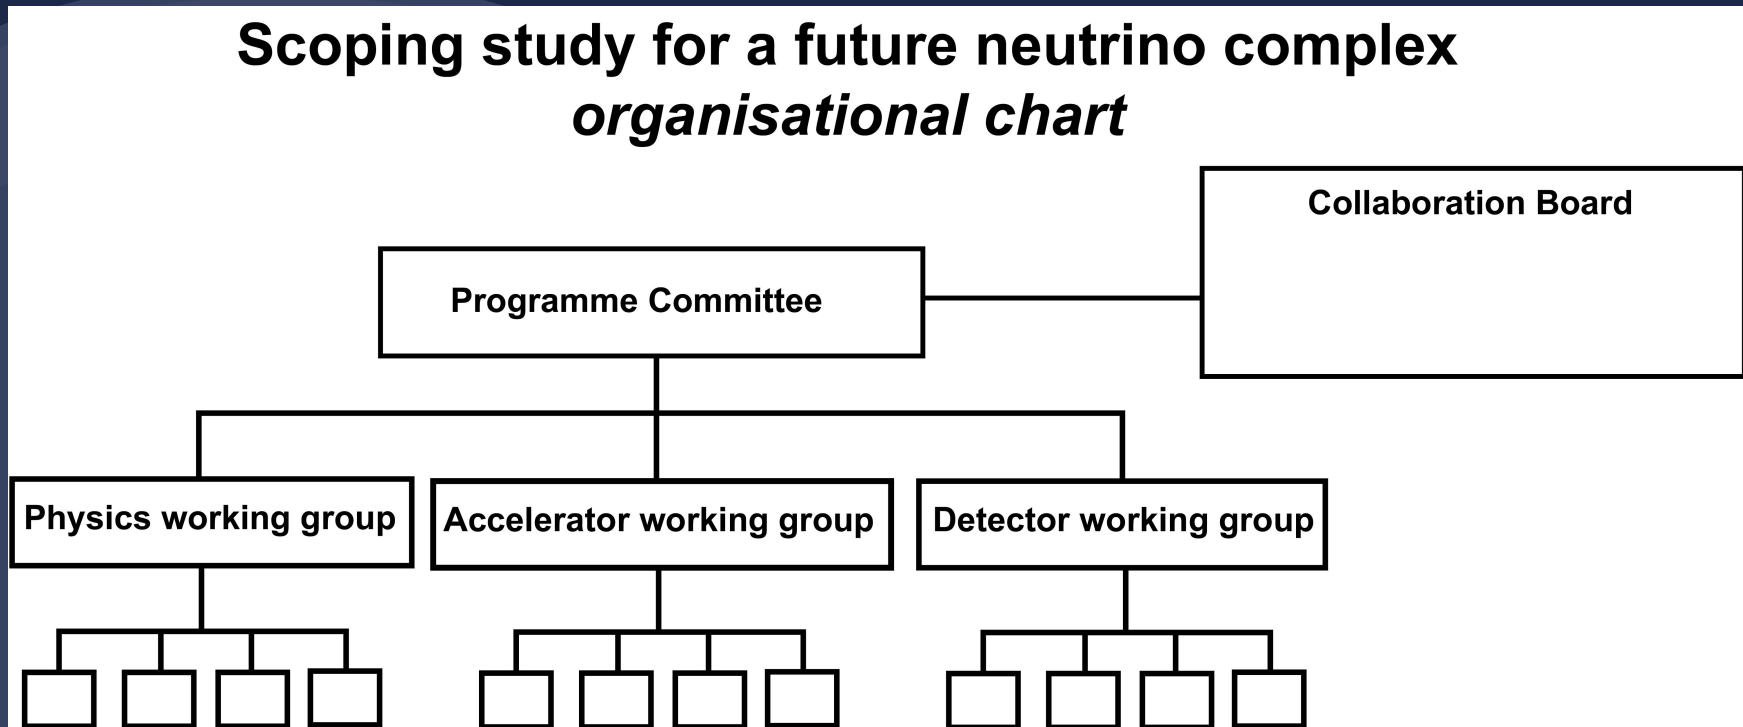 Scoping study for a future neutrino complex
organisational chart
Collaboration Board
Programme Committee
Physics working group
Accelerator working group
Detector working group